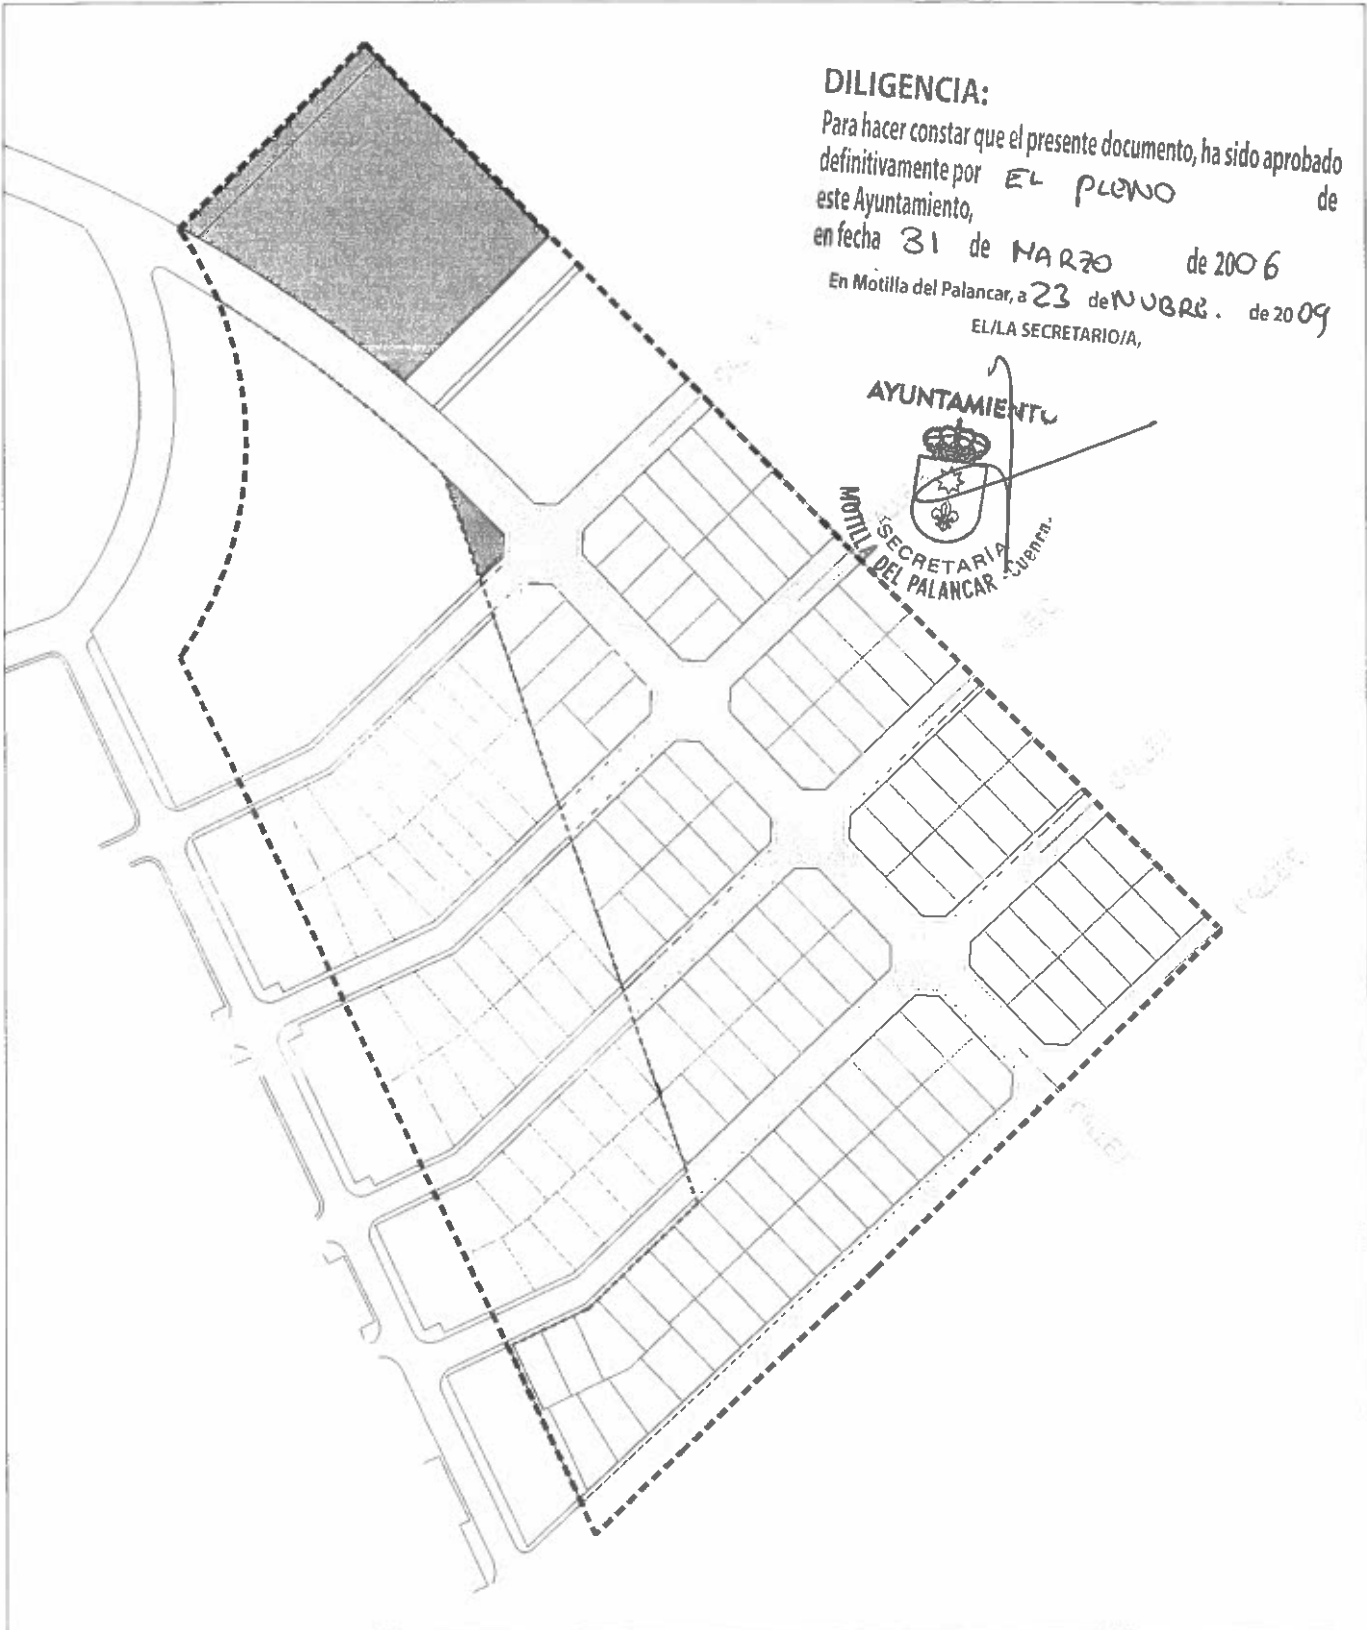 DILIGENCIA:
Para hacer constar que el presente documento, ha sido aprobado
definitivamente por EL PLENO de
este Ayuntamiento,
en fecha 31 de MARZO de 2006
En Motilla del Palancar, a 23 de NVBRE. de 2009
EL/LA SECRETARIO/A,
AYUNTAMIENTO
SECRETARÍA
MOTILLA DEL PALANCAR -Cuenca-